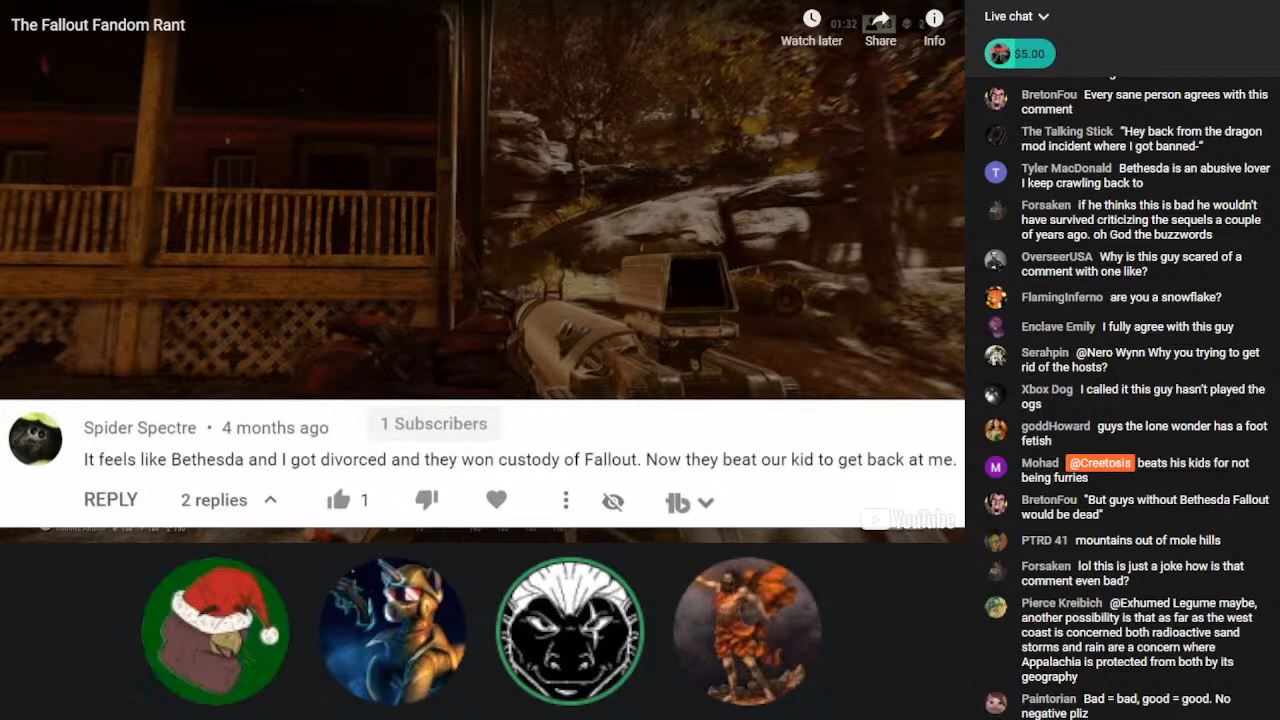 The Fallout Fandom Rant
01:32
Watch later
Share
Info
Spider Spectre • 4 months ago
1 Subscribers
It feels like Bethesda and I got divorced and they won custody of Fallout. Now they beat our kid to get back at me.
REPLY
2 replies
1
YouTube
Live chat
$5.00
BretonFou Every sane person agrees with this
comment
The Talking Stick “Hey back from the dragon
mod incident where I got banned-“
Tyler MacDonald Bethesda is an abusive lover
I keep crawling back to
Forsaken if he thinks this is bad he wouldn't
have survived criticizing the sequels a couple
of years ago. oh God the buzzwords
OverseerUSA Why is this guy scared of a
comment with one like?
FlamingInferno are you a snowflake?
Enclave Emily I fully agree with this guy
Serahpin @Nero Wynn Why you trying to get
rid of the hosts?
Xbox Dog I called it this guy hasn’t played the
ogs
goddHoward guys the lone wonder has a foot
fetish
Mohad @Creetosis beats his kids for not
being furries
BretonFou "But guys without Bethesda Fallout
would be dead"
PTRD 41 mountains out of mole hills
Forsaken lol this is just a joke how is that
comment even bad?
Pierce Kreibich @Exhumed Legume maybe,
another possibility is that as far as the west
coast is concerned both radioactive sand
storms and rain are a concern where
Appalachia is protected from both by its
geography
Paintorian Bad = bad, good = good. No
negative pliz